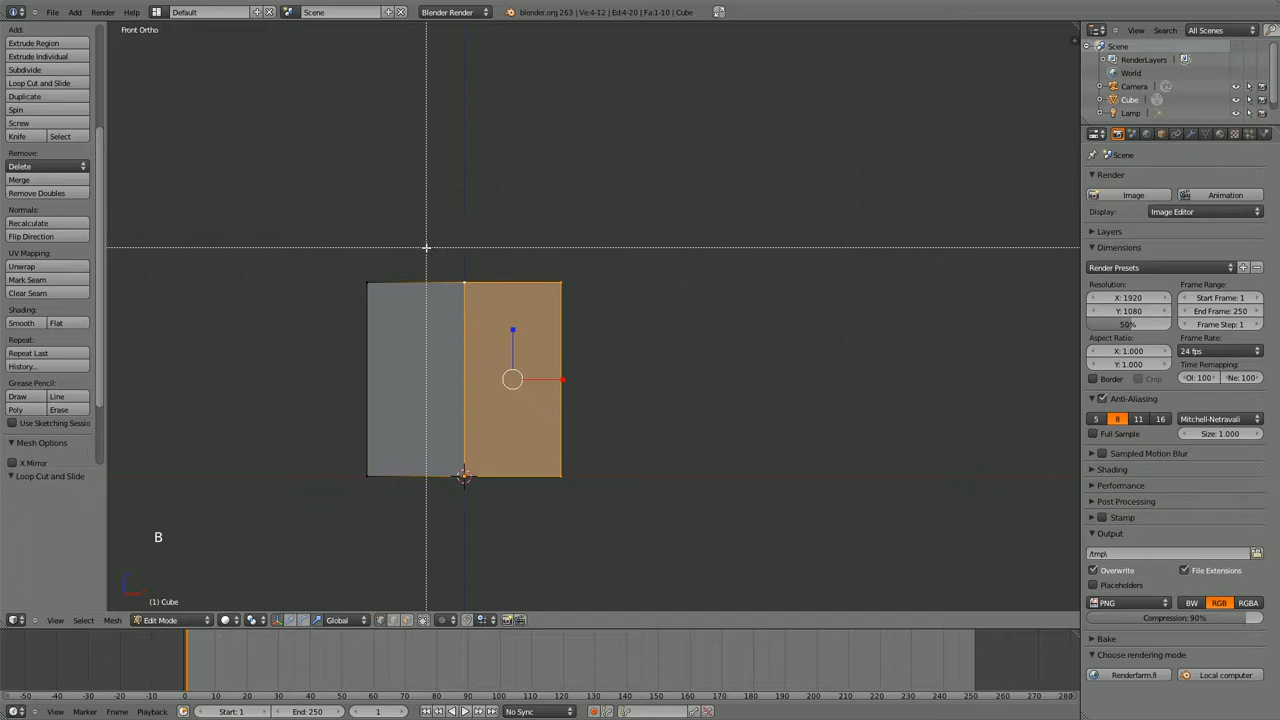 File Add Render Help Default Scene Blender Render blender.org 263 | Ve:4-12 | Ed:4-20 | Fa:1-10 | Cube
View Search All Scenes
Front Ortho
Add:
Extrude Region
Extrude Individual
Subdivide
Loop Cut and Slide
Duplicate
Spin
Screw
Knife Select
Remove:
Delete
Merge
Remove Doubles
Normals:
Recalculate
Flip Direction
UV Mapping:
Unwrap
Mark Seam
Clear Seam
Shading:
Smooth Flat
Repeat:
Repeat Last
History...
Grease Pencil:
Draw Line
Poly Erase
Use Sketching Sessio
Mesh Options
X Mirror
Loop Cut and Slide
B
(1) Cube
Scene
RenderLayers
World
Camera
Cube
Lamp
Scene
Render
Image Animation
Display: Image Editor
Layers
Dimensions
Render Presets
Resolution: Frame Range:
X: 1920 Start Frame: 1
Y: 1080 End Frame: 250
50% Frame Step: 1
Aspect Ratio: Frame Rate:
X: 1.000 24 fps
Y: 1.000 Time Remapping:
Border Crop Ol: 100 Ne: 100
Anti-Aliasing
5 8 11 16 Mitchell-Netravali
Full Sample Size: 1.000
Sampled Motion Blur
Shading
Performance
Post Processing
Stamp
Output
/tmp\
Overwrite File Extensions
Placeholders
PNG BW RGB RGBA
Compression: 90%
Bake
Choose rendering mode
Renderfarm.fi Local computer
View Select Mesh Edit Mode Global
-50 -40 -30 -20 -10 0 10 20 30 40 50 60 70 80 90 100 110 120 130 140 150 160 170 180 190 200 210 220 230 240 250 260 270 280
View Marker Frame Playback Start: 1 End: 250 1 No Sync